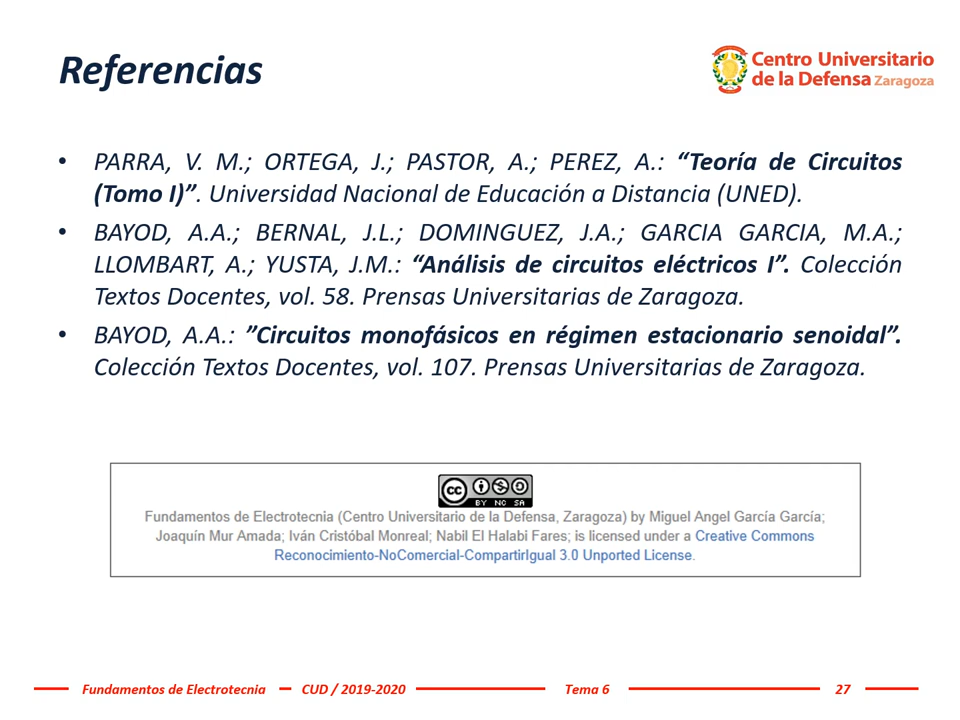 Referencias
Centro Universitario
de la Defensa Zaragoza
• PARRA, V. M.; ORTEGA, J.; PASTOR, A.; PEREZ, A.: “Teoría de Circuitos
(Tomo I)”. Universidad Nacional de Educación a Distancia (UNED).
• BAYOD, A.A.; BERNAL, J.L.; DOMINGUEZ, J.A.; GARCIA GARCIA, M.A.;
LLOMBART, A.; YUSTA, J.M.: “Análisis de circuitos eléctricos I”. Colección
Textos Docentes, vol. 58. Prensas Universitarias de Zaragoza.
• BAYOD, A.A.: ”Circuitos monofásicos en régimen estacionario senoidal”.
Colección Textos Docentes, vol. 107. Prensas Universitarias de Zaragoza.
cc BY NC SA
Fundamentos de Electrotecnia (Centro Universitario de la Defensa, Zaragoza) by Miguel Angel García García;
Joaquín Mur Amada; Iván Cristóbal Monreal; Nabil El Halabi Fares; is licensed under a Creative Commons
Reconocimiento-NoComercial-CompartirIgual 3.0 Unported License.
Fundamentos de Electrotecnia CUD / 2019-2020 Tema 6 27